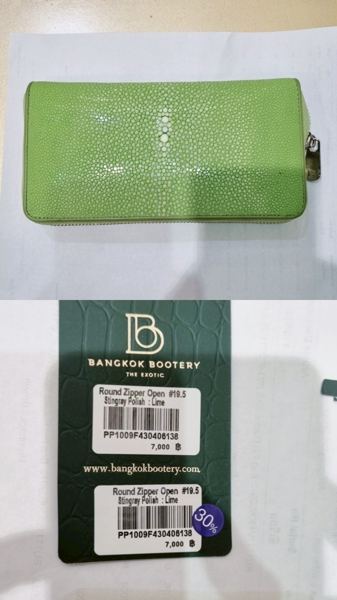 B
BANGKOK BOOTERY
THE EXOTIC
Round Zipper Open #19.5
Stingray Polish : Lime
PP1009F430406138
7,000 ฿
www.bangkokbootery.com
Round Zipper Open #19.5
Stingray Polish : Lime
30%
PP1009F430406138
7,000 ฿